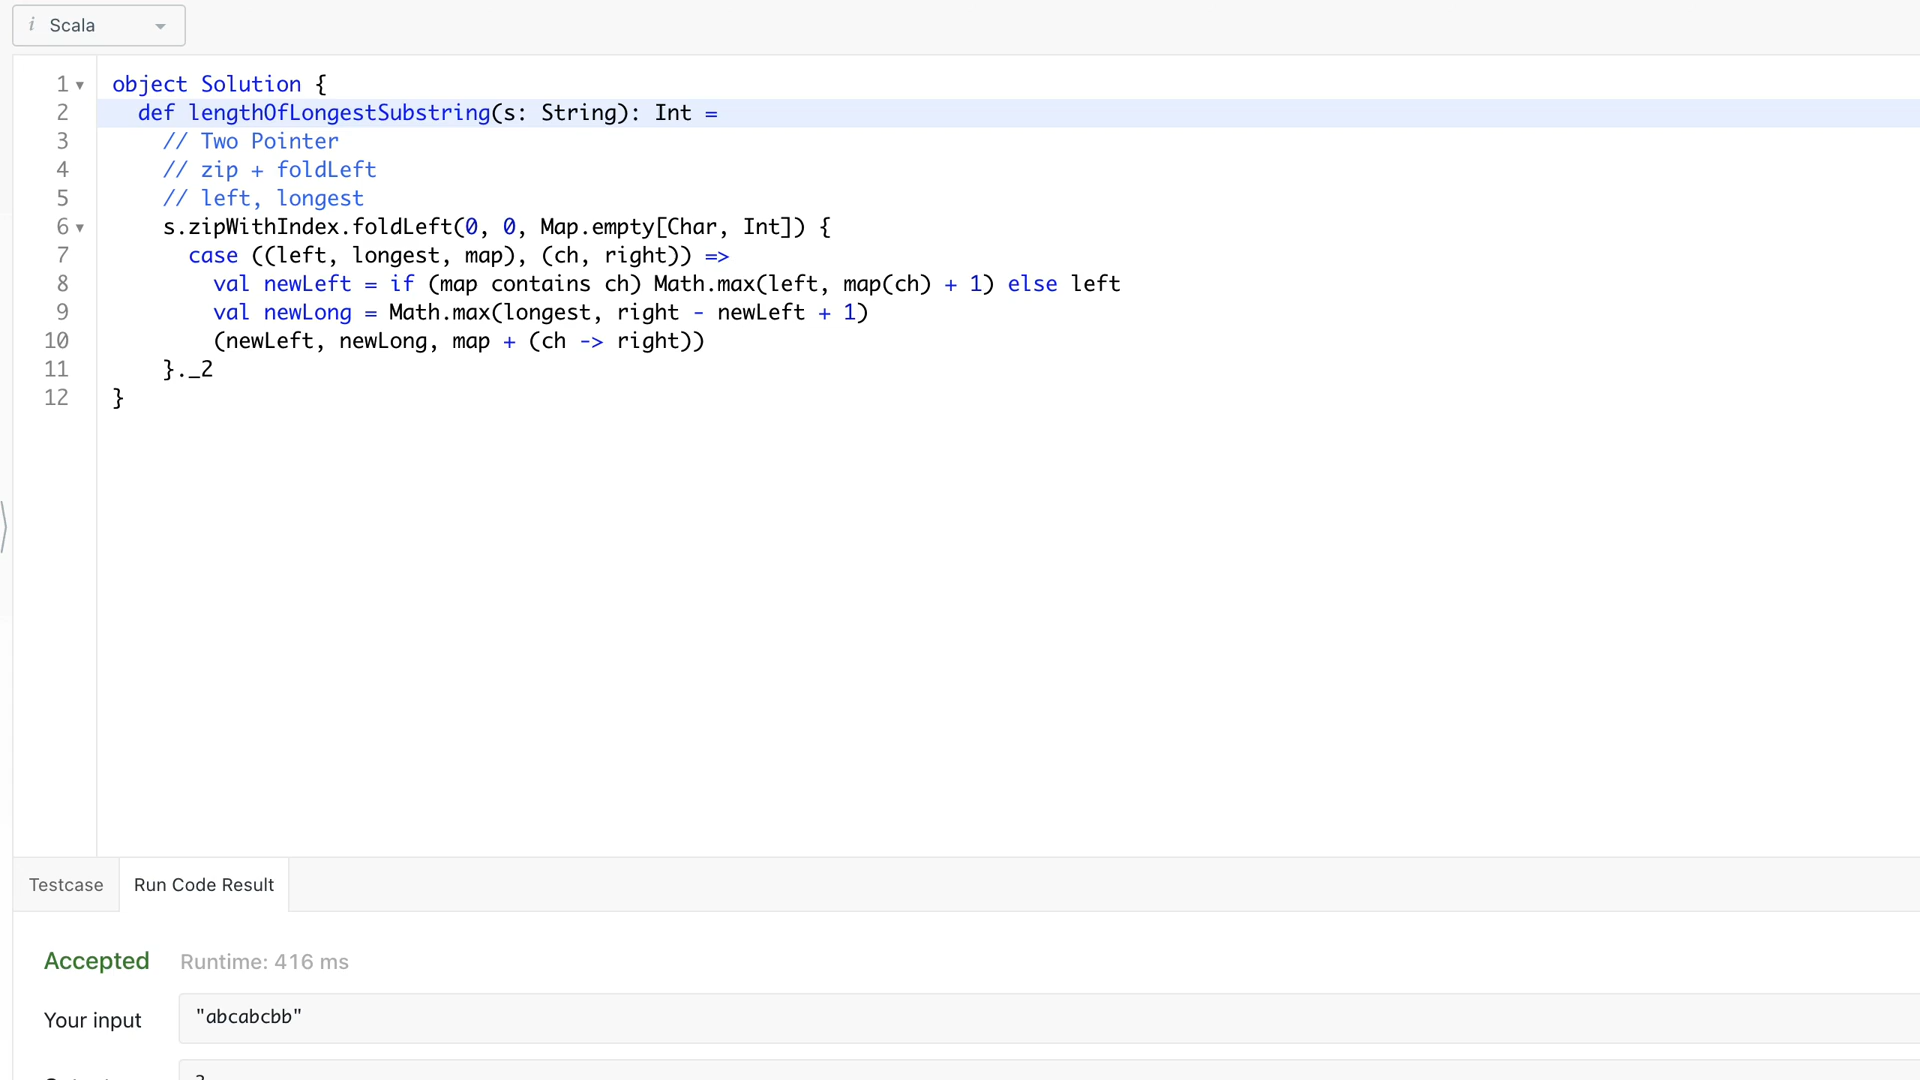 i Scala
1 object Solution {
2 def lengthOfLongestSubstring(s: String): Int =
3 // Two Pointer
4 // zip + foldLeft
5 // left, longest
6 s.zipWithIndex.foldLeft(0, 0, Map.empty[Char, Int]) {
7 case ((left, longest, map), (ch, right)) =>
8 val newLeft = if (map contains ch) Math.max(left, map(ch) + 1) else left
9 val newLong = Math.max(longest, right - newLeft + 1)
10 (newLeft, newLong, map + (ch -> right))
11 }._2
12 }
Testcase Run Code Result
Accepted Runtime: 416 ms
Your input "abcabcbb"